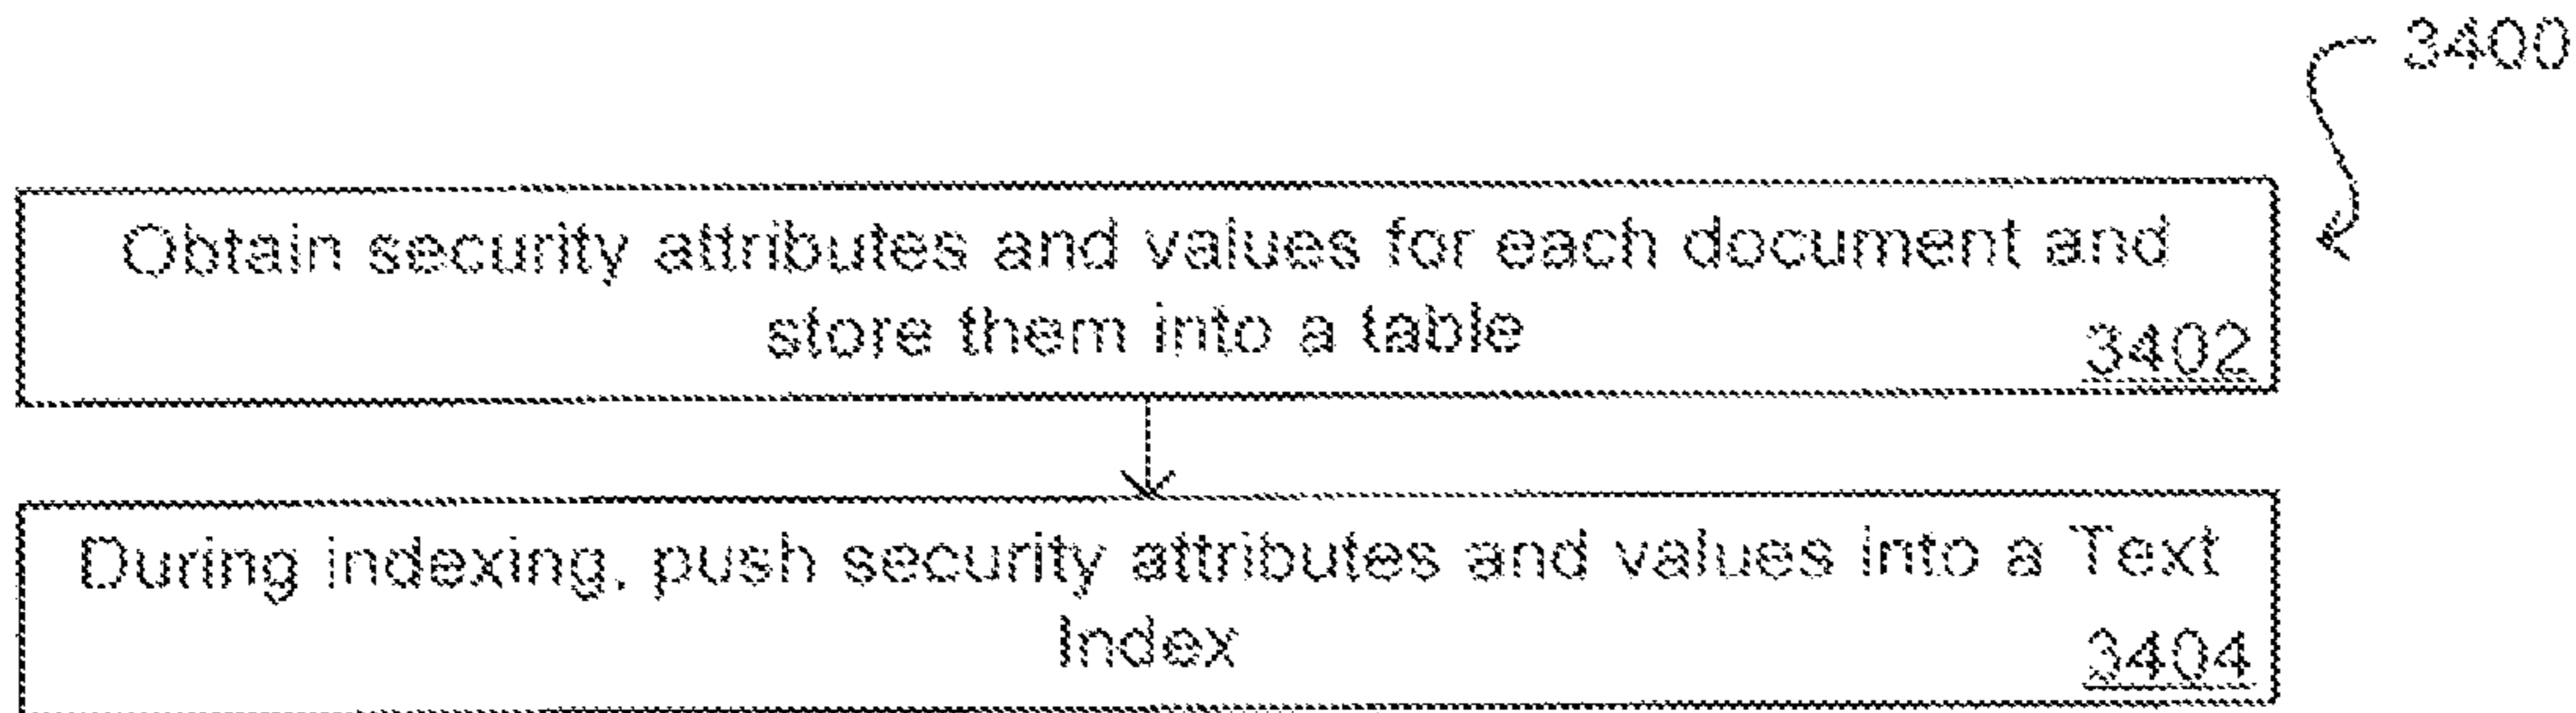 3400
Obtain security attributes and values for each document and
store them into a table
3402
During indexing, push security attributes and values into a Text
Index
3404